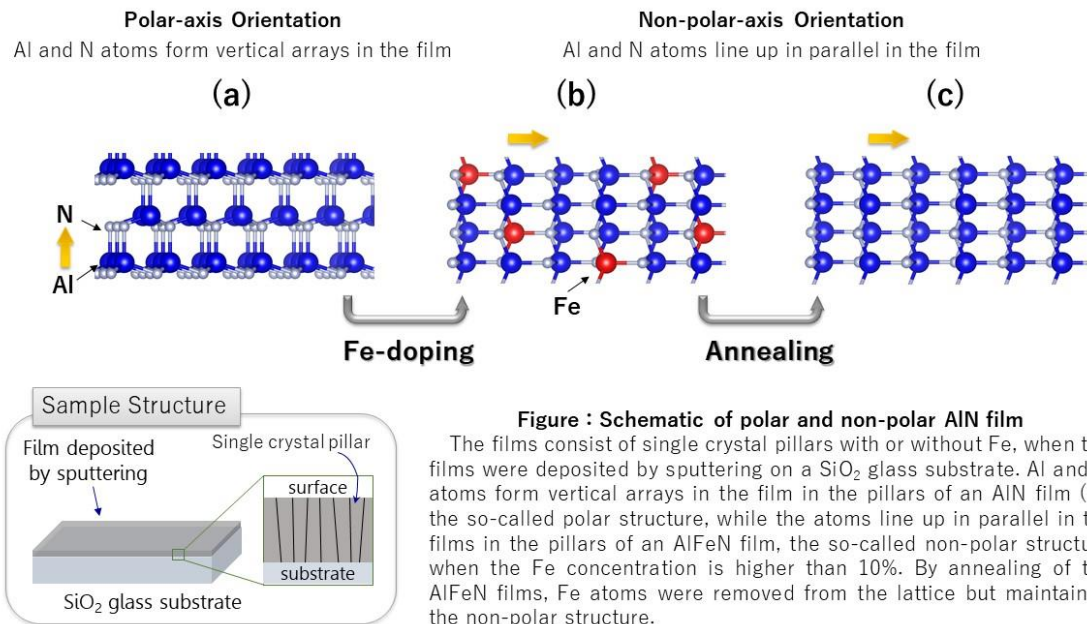 Polar-axis Orientation
Al and N atoms form vertical arrays in the film
Non-polar-axis Orientation
Al and N atoms line up in parallel in the film
(a)
(b)
(c)
N
Al
Fe
Fe-doping
Annealing
Sample Structure
Film deposited
by sputtering
Single crystal pillar
surface
substrate
SiO₂ glass substrate
Figure : Schematic of polar and non-polar AlN film
The films consist of single crystal pillars with or without Fe, when t
films were deposited by sputtering on a SiO₂ glass substrate. Al and
atoms form vertical arrays in the film in the pillars of an AlN film (
the so-called polar structure, while the atoms line up in parallel in t
films in the pillars of an AlFeN film, the so-called non-polar structu
when the Fe concentration is higher than 10%. By annealing of t
AlFeN films, Fe atoms were removed from the lattice but maintain
the non-polar structure.